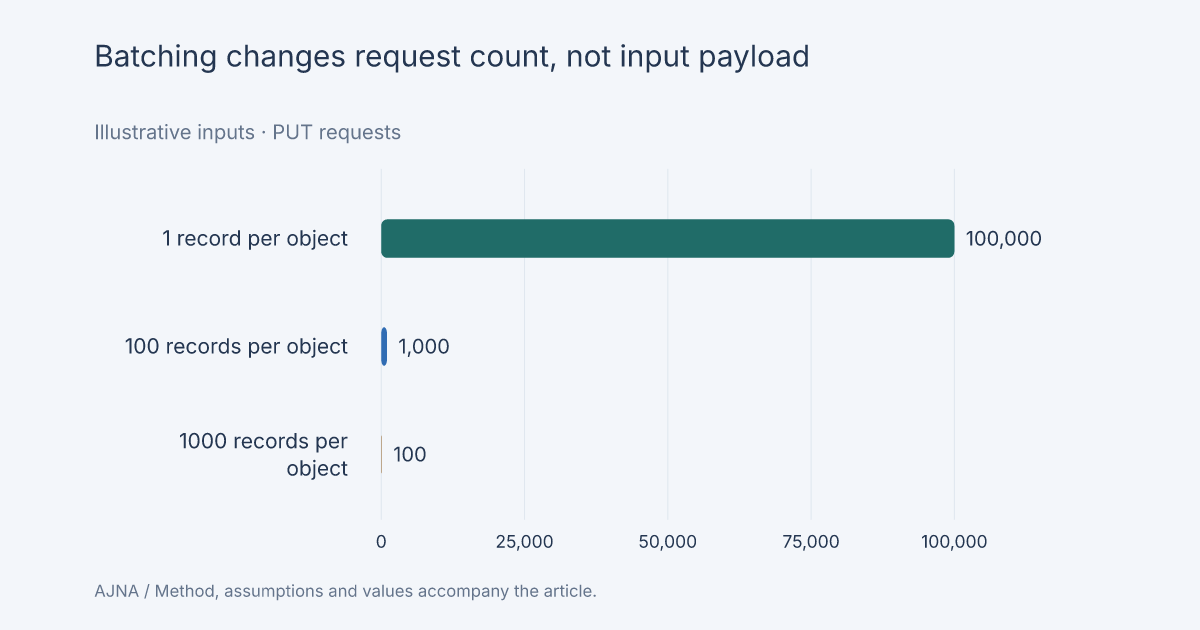 Batching changes request count, not input payload
Illustrative inputs · PUT requests
1 record per object
100,000
100 records per object
1,000
1000 records per
object
100
0
25,000
50,000
75,000
100,000
AJNA / Method, assumptions and values accompany the article.